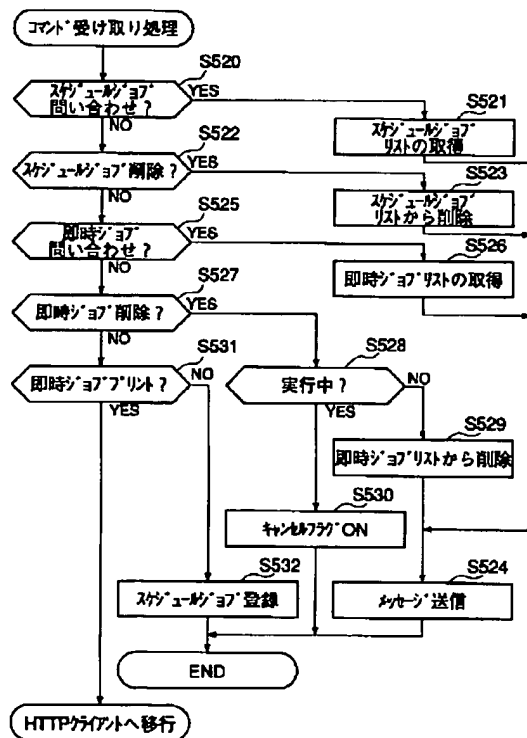 コマンド受け取り処理
S520
スケジュールジョブ
問い合わせ？
YES
NO
S521
スケジュールジョブ
リストの取得
S522
スケジュールジョブ削除？
YES
NO
S523
スケジュールジョブ
リストから削除
S525
即時ジョブ
問い合わせ？
YES
NO
S526
即時ジョブリストの取得
S527
即時ジョブ削除？
YES
NO
S531
即時ジョブプリント？
NO
YES
S528
実行中？
NO
YES
S529
即時ジョブリストから削除
S530
キャンセルフラグON
S532
スケジュールジョブ登録
S524
メッセージ送信
END
HTTPクライアントへ移行